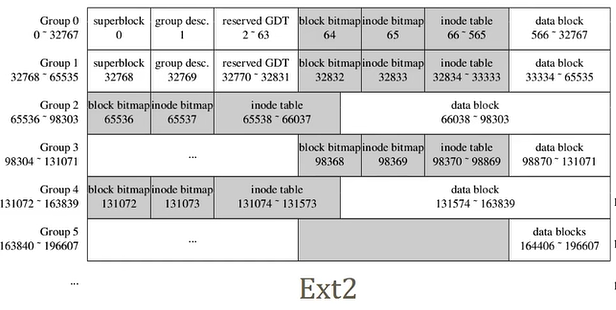 Group 0 superblock group desc. reserved GDT block bitmap inode bitmap inode table data block
0 ~ 32767 0 1 2 ~ 63 64 65 66 ~ 565 566 ~ 32767
Group 1 superblock group desc. reserved GDT block bitmap inode bitmap inode table data block
32768 ~ 65535 32768 32769 32770 ~ 32831 32832 32833 32834 ~ 33333 33334 ~ 65535
Group 2 block bitmap inode bitmap inode table data block
65536 ~ 98303 65536 65537 65538 ~ 66037 66038 ~ 98303
Group 3 ... block bitmap inode bitmap inode table data block
98304 ~ 131071 98368 98369 98370 ~ 98869 98870 ~ 131071
Group 4 block bitmap inode bitmap inode table data block
131072 ~ 163839 131072 131073 131074 ~ 131573 131574 ~ 163839
Group 5 ... data blocks
163840 ~ 196607 164406 ~ 196607
...
Ext2